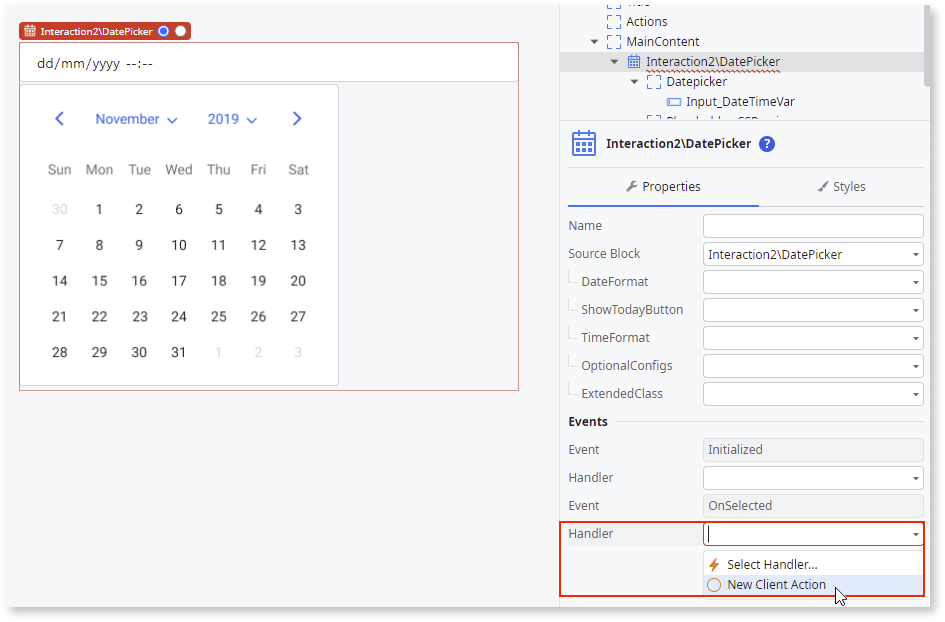 Interaction2\DatePicker
dd/mm/yyyy --:--
November 2019
Sun Mon Tue Wed Thu Fri Sat
30 1 2 6 5 4 3
7 8 9 10 11 12 13
14 15 16 17 18 19 20
21 22 23 24 25 26 27
28 29 30 31 1 2 3
Actions
MainContent
Interaction2\DatePicker
Datepicker
Input_DateTimeVar
Interaction2\DatePicker ?
Properties Styles
Name
Source Block Interaction2\DatePicker
DateFormat
ShowTodayButton
TimeFormat
OptionalConfigs
ExtendedClass
Events
Event Initialized
Handler
Event OnSelected
Handler
Select Handler...
New Client Action